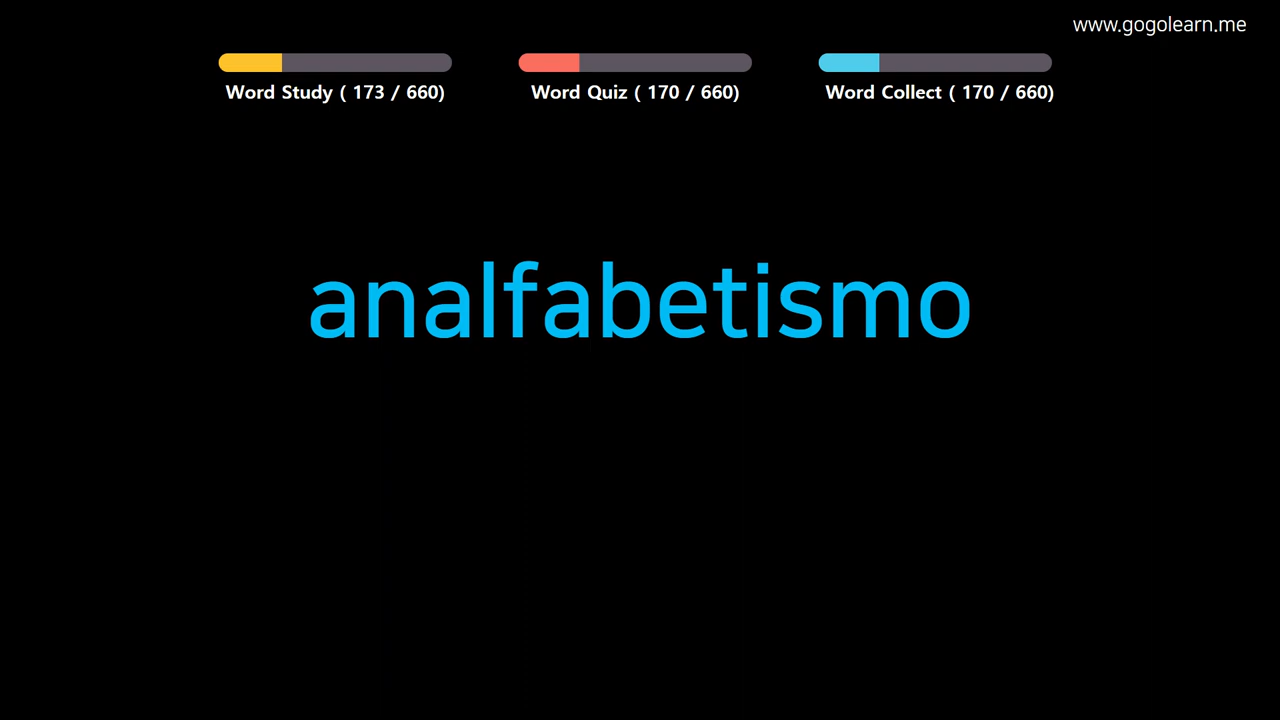 www.gogolearn.me
Word Study ( 173 / 660)
Word Quiz ( 170 / 660)
Word Collect ( 170 / 660)
analfabetismo